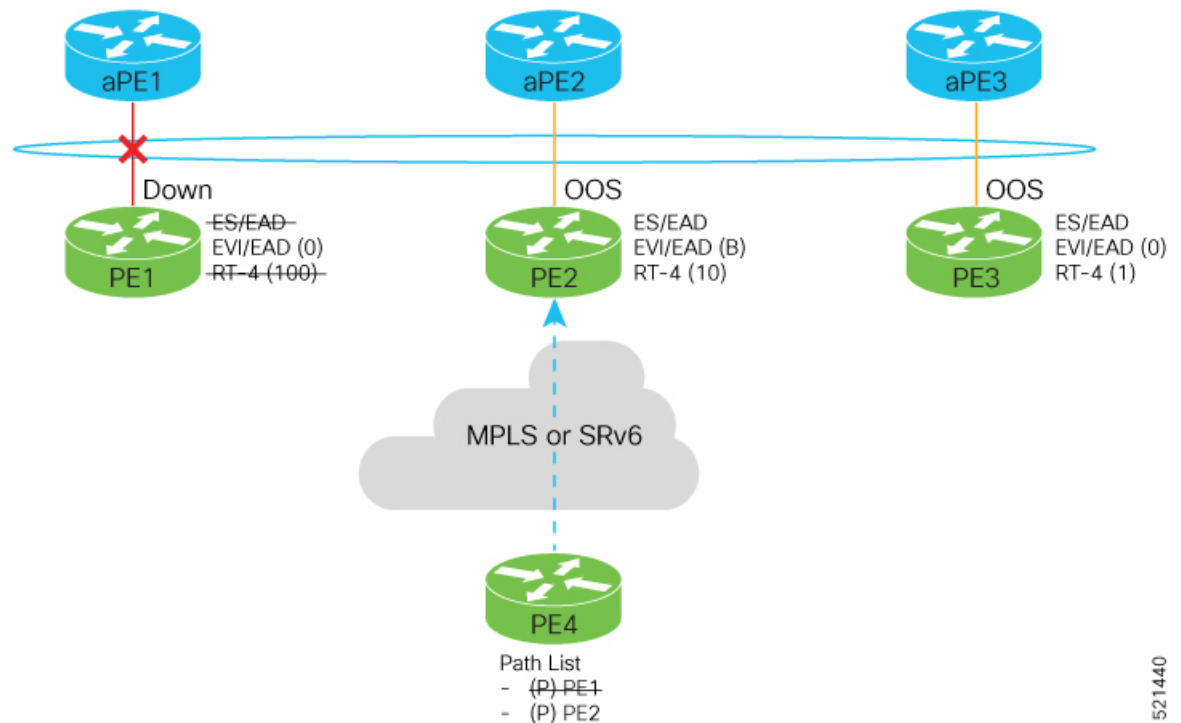 aPE1
aPE2
aPE3
Down
OOS
OOS
PE1
ES/EAD
EVI/EAD (0)
RT-4 (100)
PE2
ES/EAD
EVI/EAD (B)
RT-4 (10)
PE3
ES/EAD
EVI/EAD (0)
RT-4 (1)
MPLS or SRv6
PE4
Path List
- (P) PE1
- (P) PE2
521440